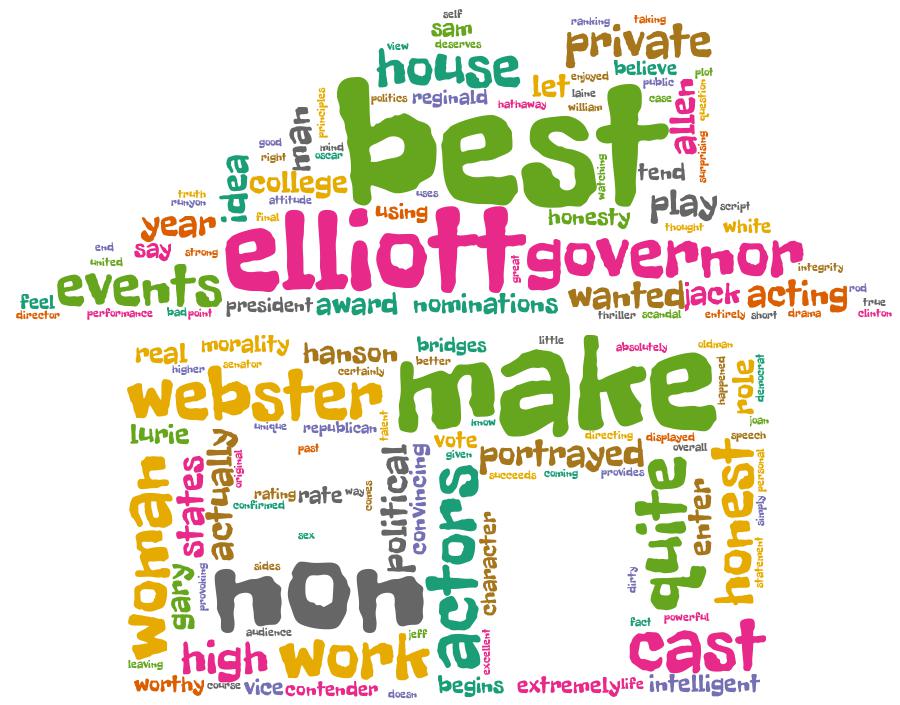 self
ranking taking
sam private
deserves
view house believe
let enjoyed plot
politics reginald hathaway laine public
william case question
best allen
principles man
good mind
right oscar
idea college attitude
watching tend surprising
truth uses
runyon play script
year final using honesty thought white
end say strong elliott great governor
united integrity
feel events president award nominations wanted jack acting rod
director performance bad point thriller scandal entirely short drama true
clinton
real morality hanson bridges little absolutely oldman
higher senator certainly better
webster make happened role democrat
unique republican talent know joan
lurie vote directing displayed speech
past given portrayed overall
woman states actually original succeeds coming provides
rating rate way comes political convincing actors quite enter honest personal
confirmed simply
sex character
gary provoking sides non dirty statement
audience jeff fact powerful
leaving high work excellent cast
worthy course vice contender doesn begins extremely life intelligent